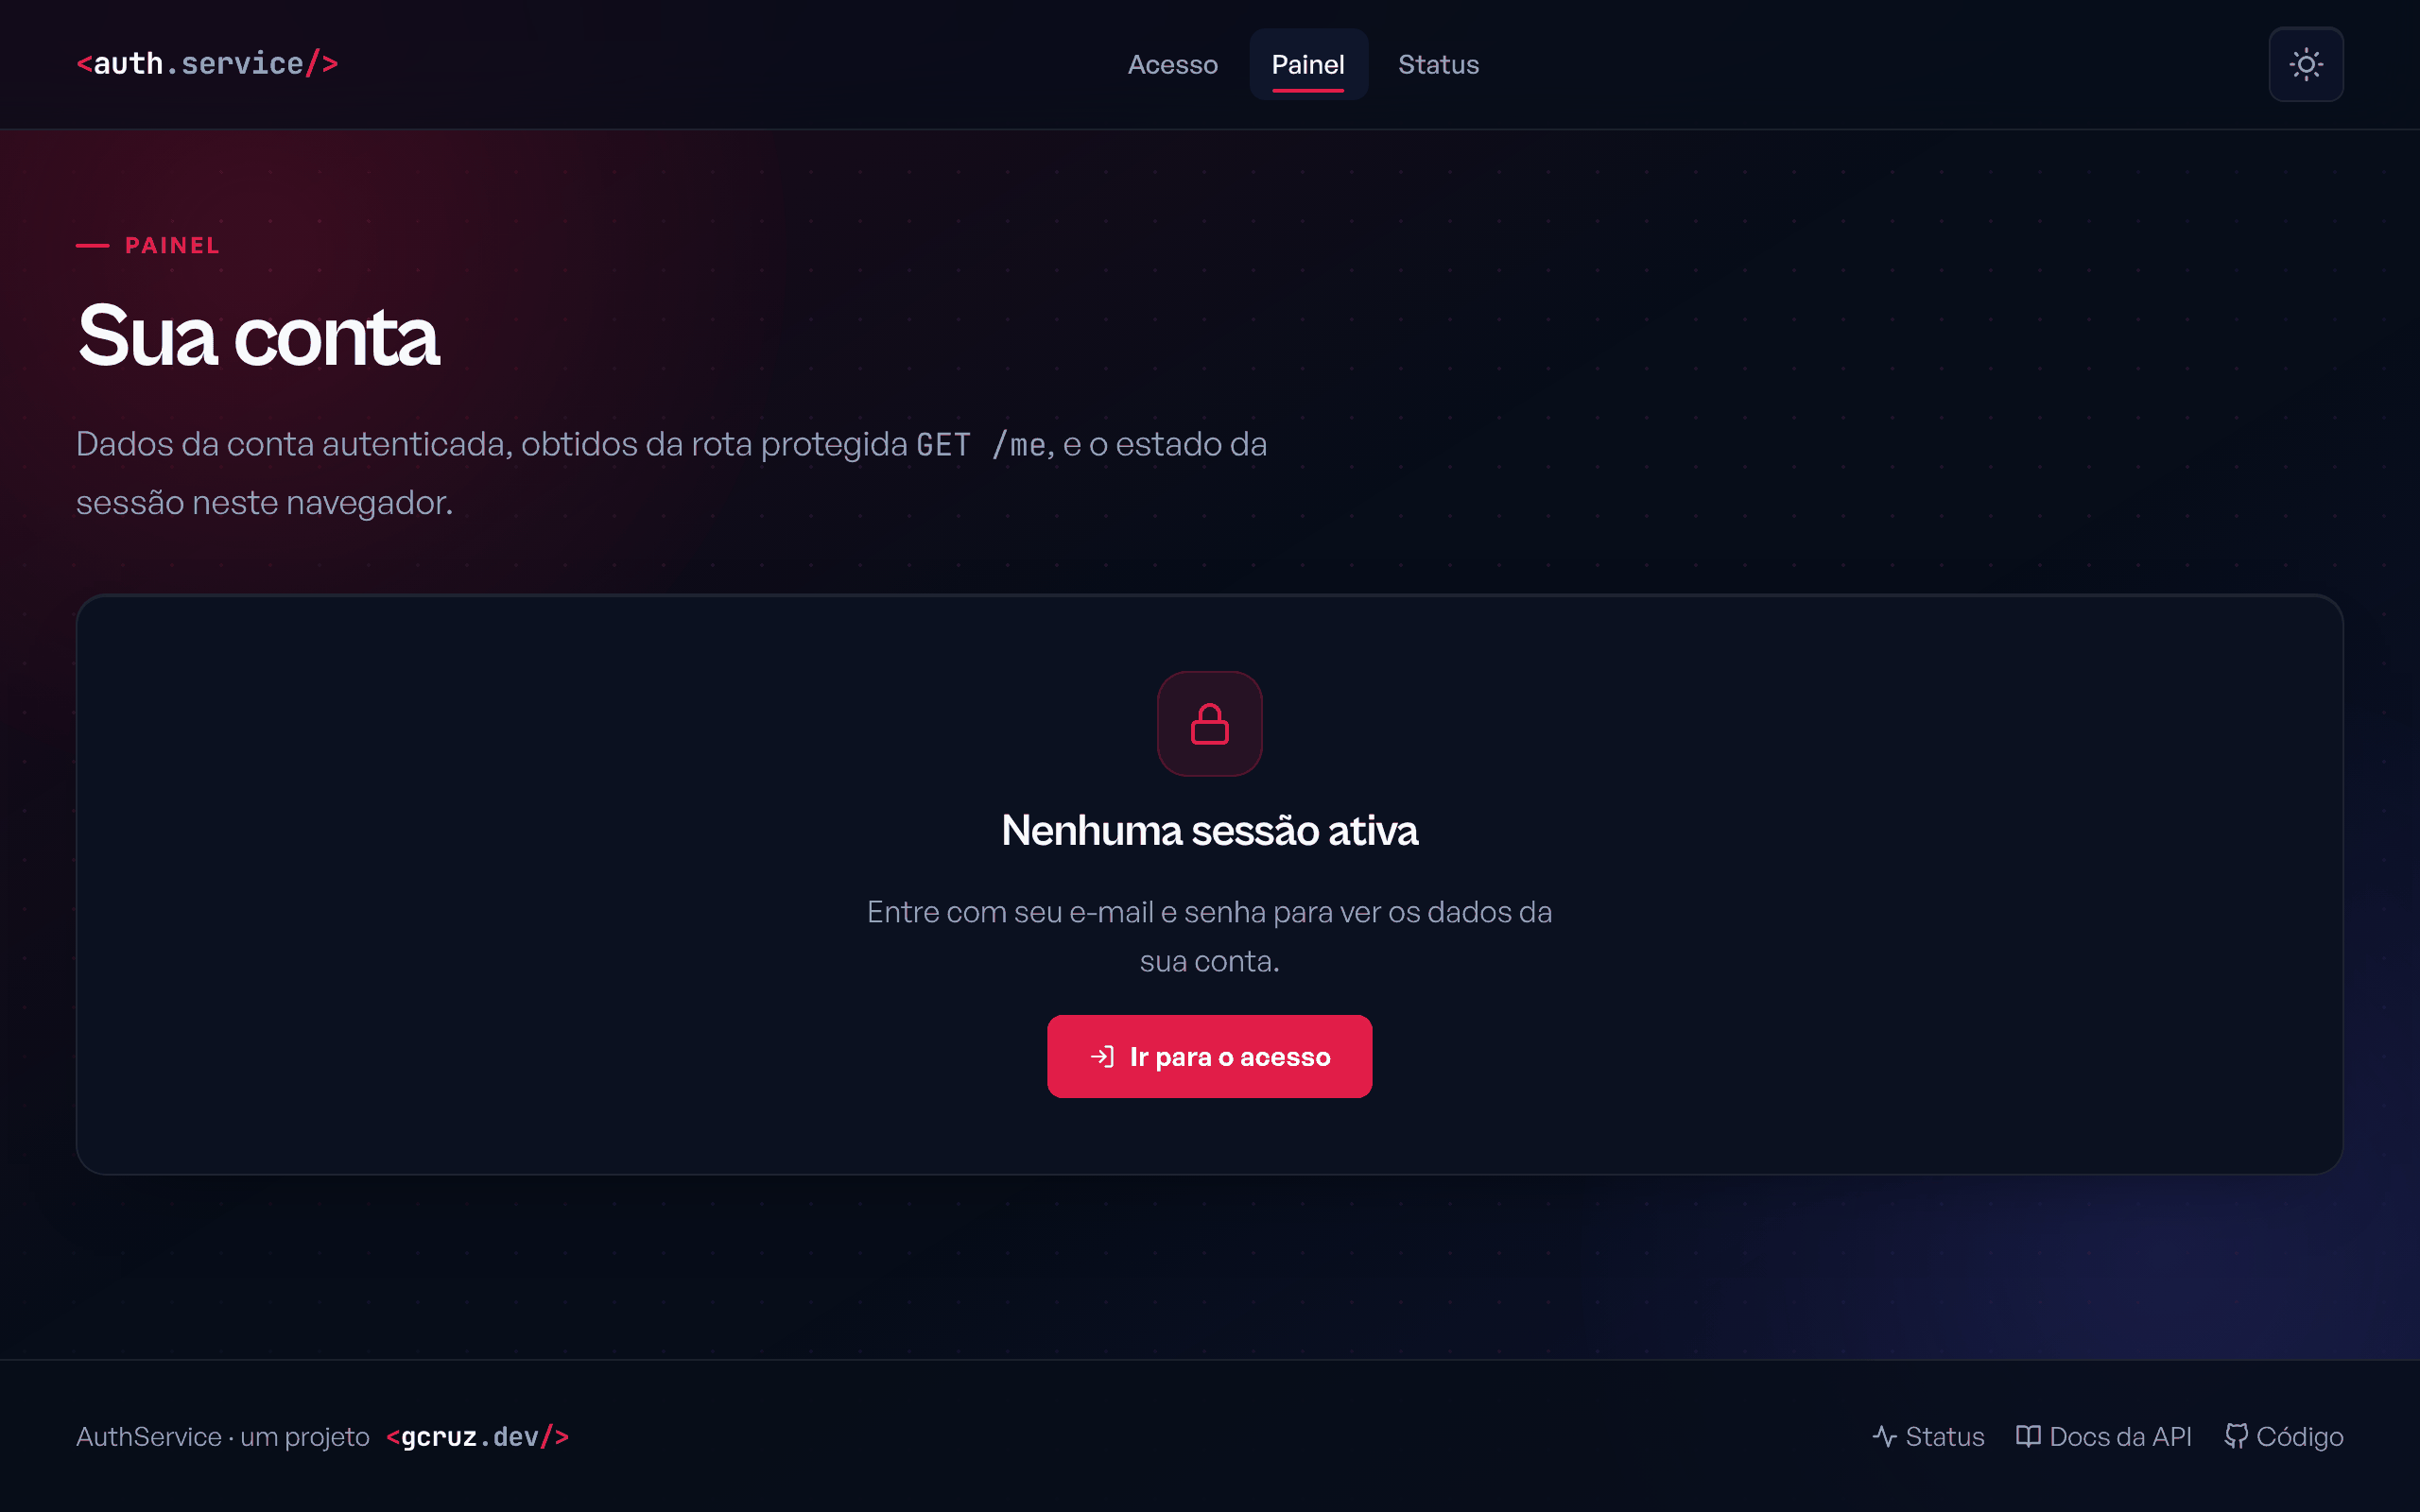 <auth.service/>
Acesso
Painel
Status
PAINEL
Sua conta
Dados da conta autenticada, obtidos da rota protegida GET /me, e o estado da
sessão neste navegador.
Nenhuma sessão ativa
Entre com seu e-mail e senha para ver os dados da
sua conta.
Ir para o acesso
AuthService · um projeto <gcruz.dev/>
Status
Docs da API
Código